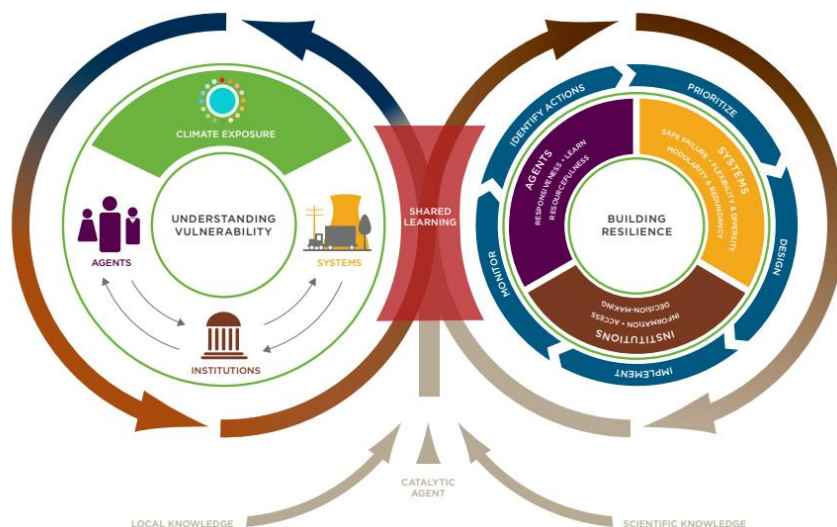 CLIMATE EXPOSURE
UNDERSTANDING
VULNERABILITY
AGENTS
SYSTEMS
INSTITUTIONS
SHARED
LEARNING
IDENTIFY ACTIONS
PRIORITIZE
DESIGN
IMPLEMENT
MONITOR
AGENTS
RESPONSIVENESS • LEARN
RESOURCEFULNESS
SYSTEMS
SAFE FAILURE • FLEXIBILITY & DIVERSITY
MODULARITY & REDUNDANCY
BUILDING
RESILIENCE
INSTITUTIONS
INFORMATION • ACCESS
DECISION-MAKING
CATALYTIC
AGENT
LOCAL KNOWLEDGE
SCIENTIFIC KNOWLEDGE